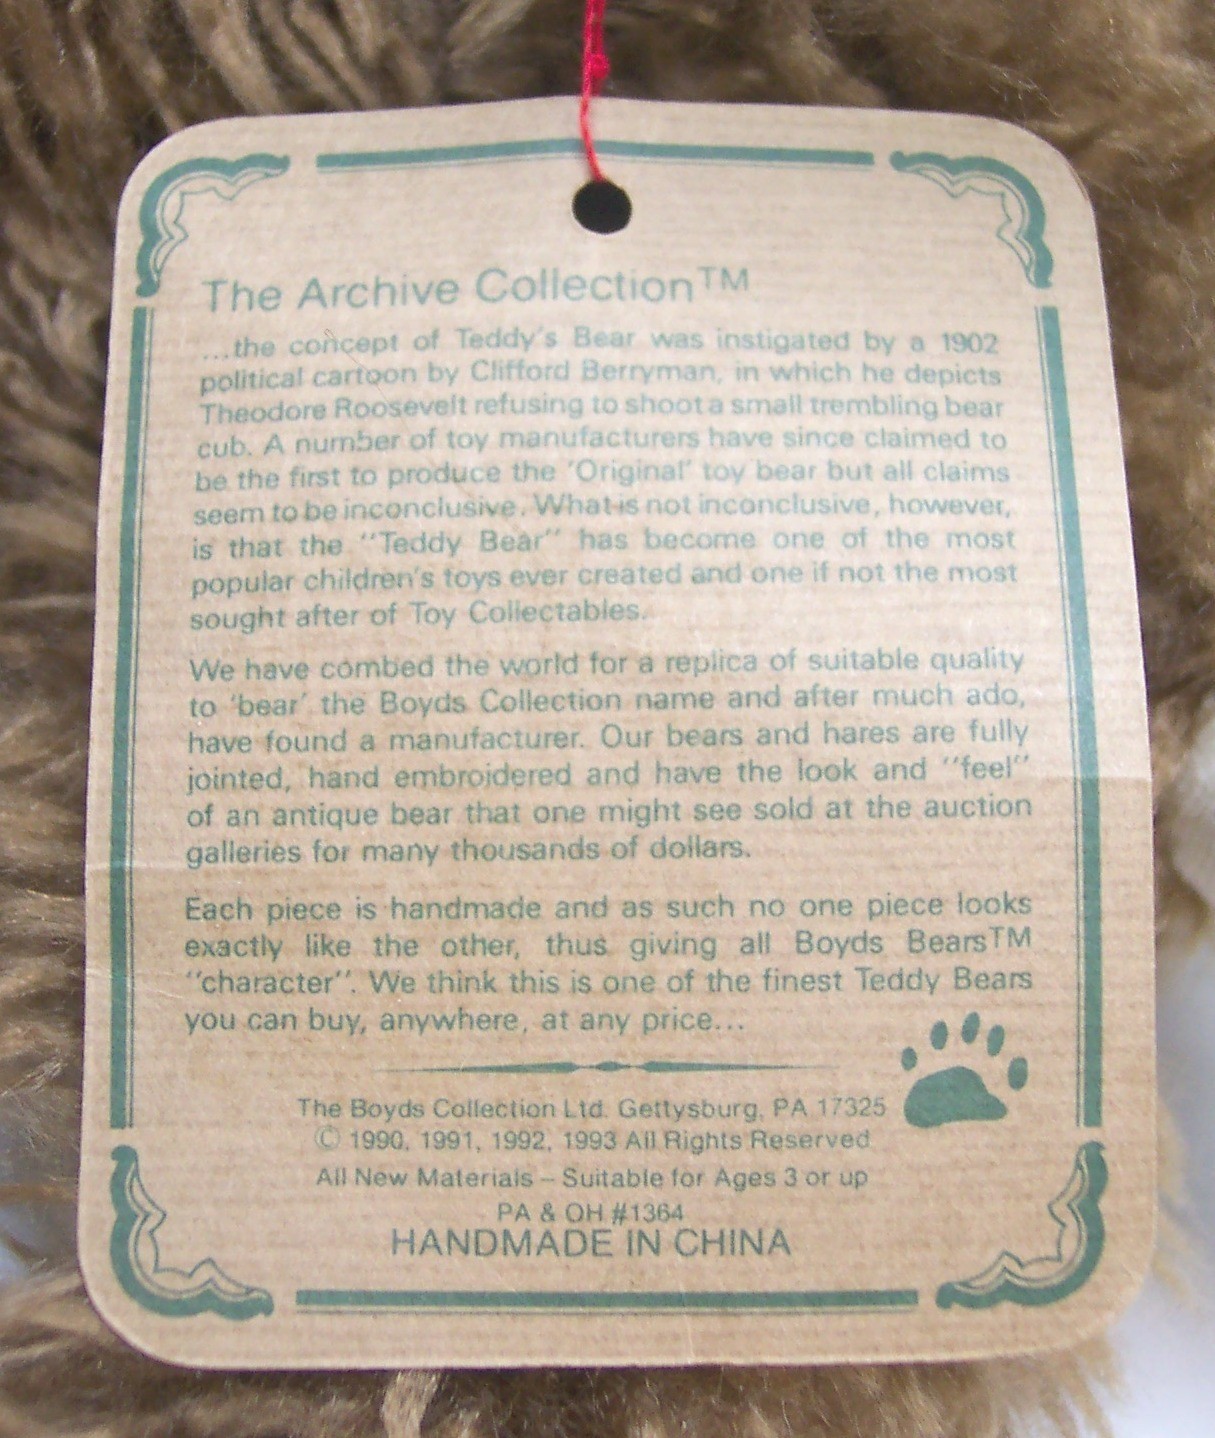 The Archive Collection™
...the concept of Teddy's Bear was instigated by a 1902
political cartoon by Clifford Berryman, in which he depicts
Theodore Roosevelt refusing to shoot a small trembling bear
cub. A number of toy manufacturers have since claimed to
be the first to produce the 'Original' toy bear but all claims
seem to be inconclusive. What is not inconclusive, however,
is that the "Teddy Bear" has become one of the most
popular children's toys ever created and one if not the most
sought after of Toy Collectables.
We have combed the world for a replica of suitable quality
to 'bear' the Boyds Collection name and after much ado,
have found a manufacturer. Our bears and hares are fully
jointed, hand embroidered and have the look and "feel"
of an antique bear that one might see sold at the auction
galleries for many thousands of dollars.
Each piece is handmade and as such no one piece looks
exactly like the other, thus giving all Boyds Bears™
"character". We think this is one of the finest Teddy Bears
you can buy, anywhere, at any price...
The Boyds Collection Ltd. Gettysburg, PA 17325
© 1990, 1991, 1992, 1993 All Rights Reserved
All New Materials – Suitable for Ages 3 or up
PA & OH #1364
HANDMADE IN CHINA